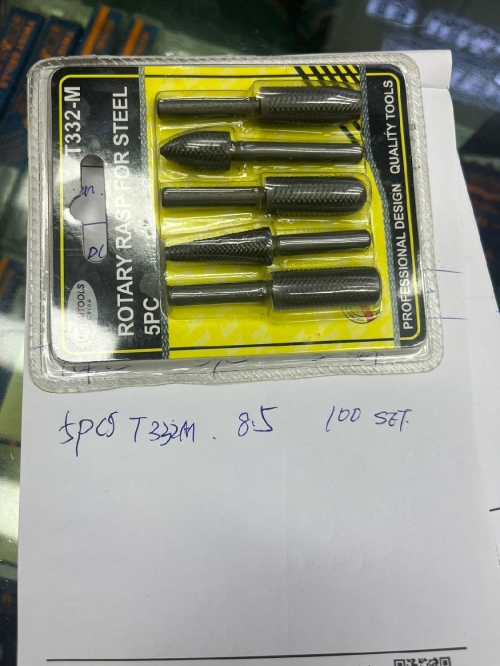 T332-M
ROTARY RASP FOR STEEL
5PC
PROFESSIONAL DESIGN QUALITY TOOLS
5PCS T332M. 8.5 100 SET.